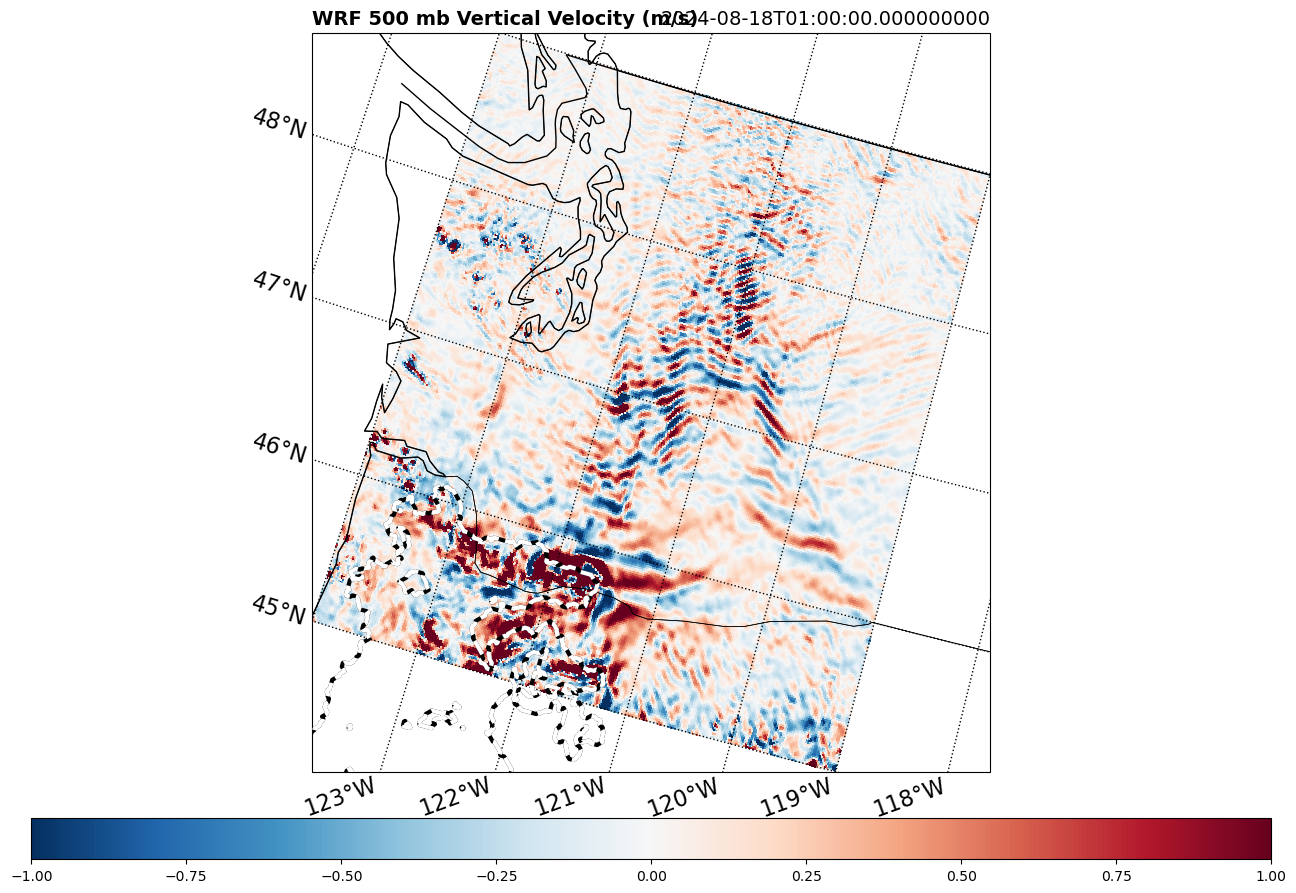 WRF 500 mb Vertical Velocity (m/s) 2024-08-18T01:00:00.000000000
48°N
47°N
46°N
45°N
123°W 122°W 121°W 120°W 119°W 118°W
−1.00 −0.75 −0.50 −0.25 0.00 0.25 0.50 0.75 1.00